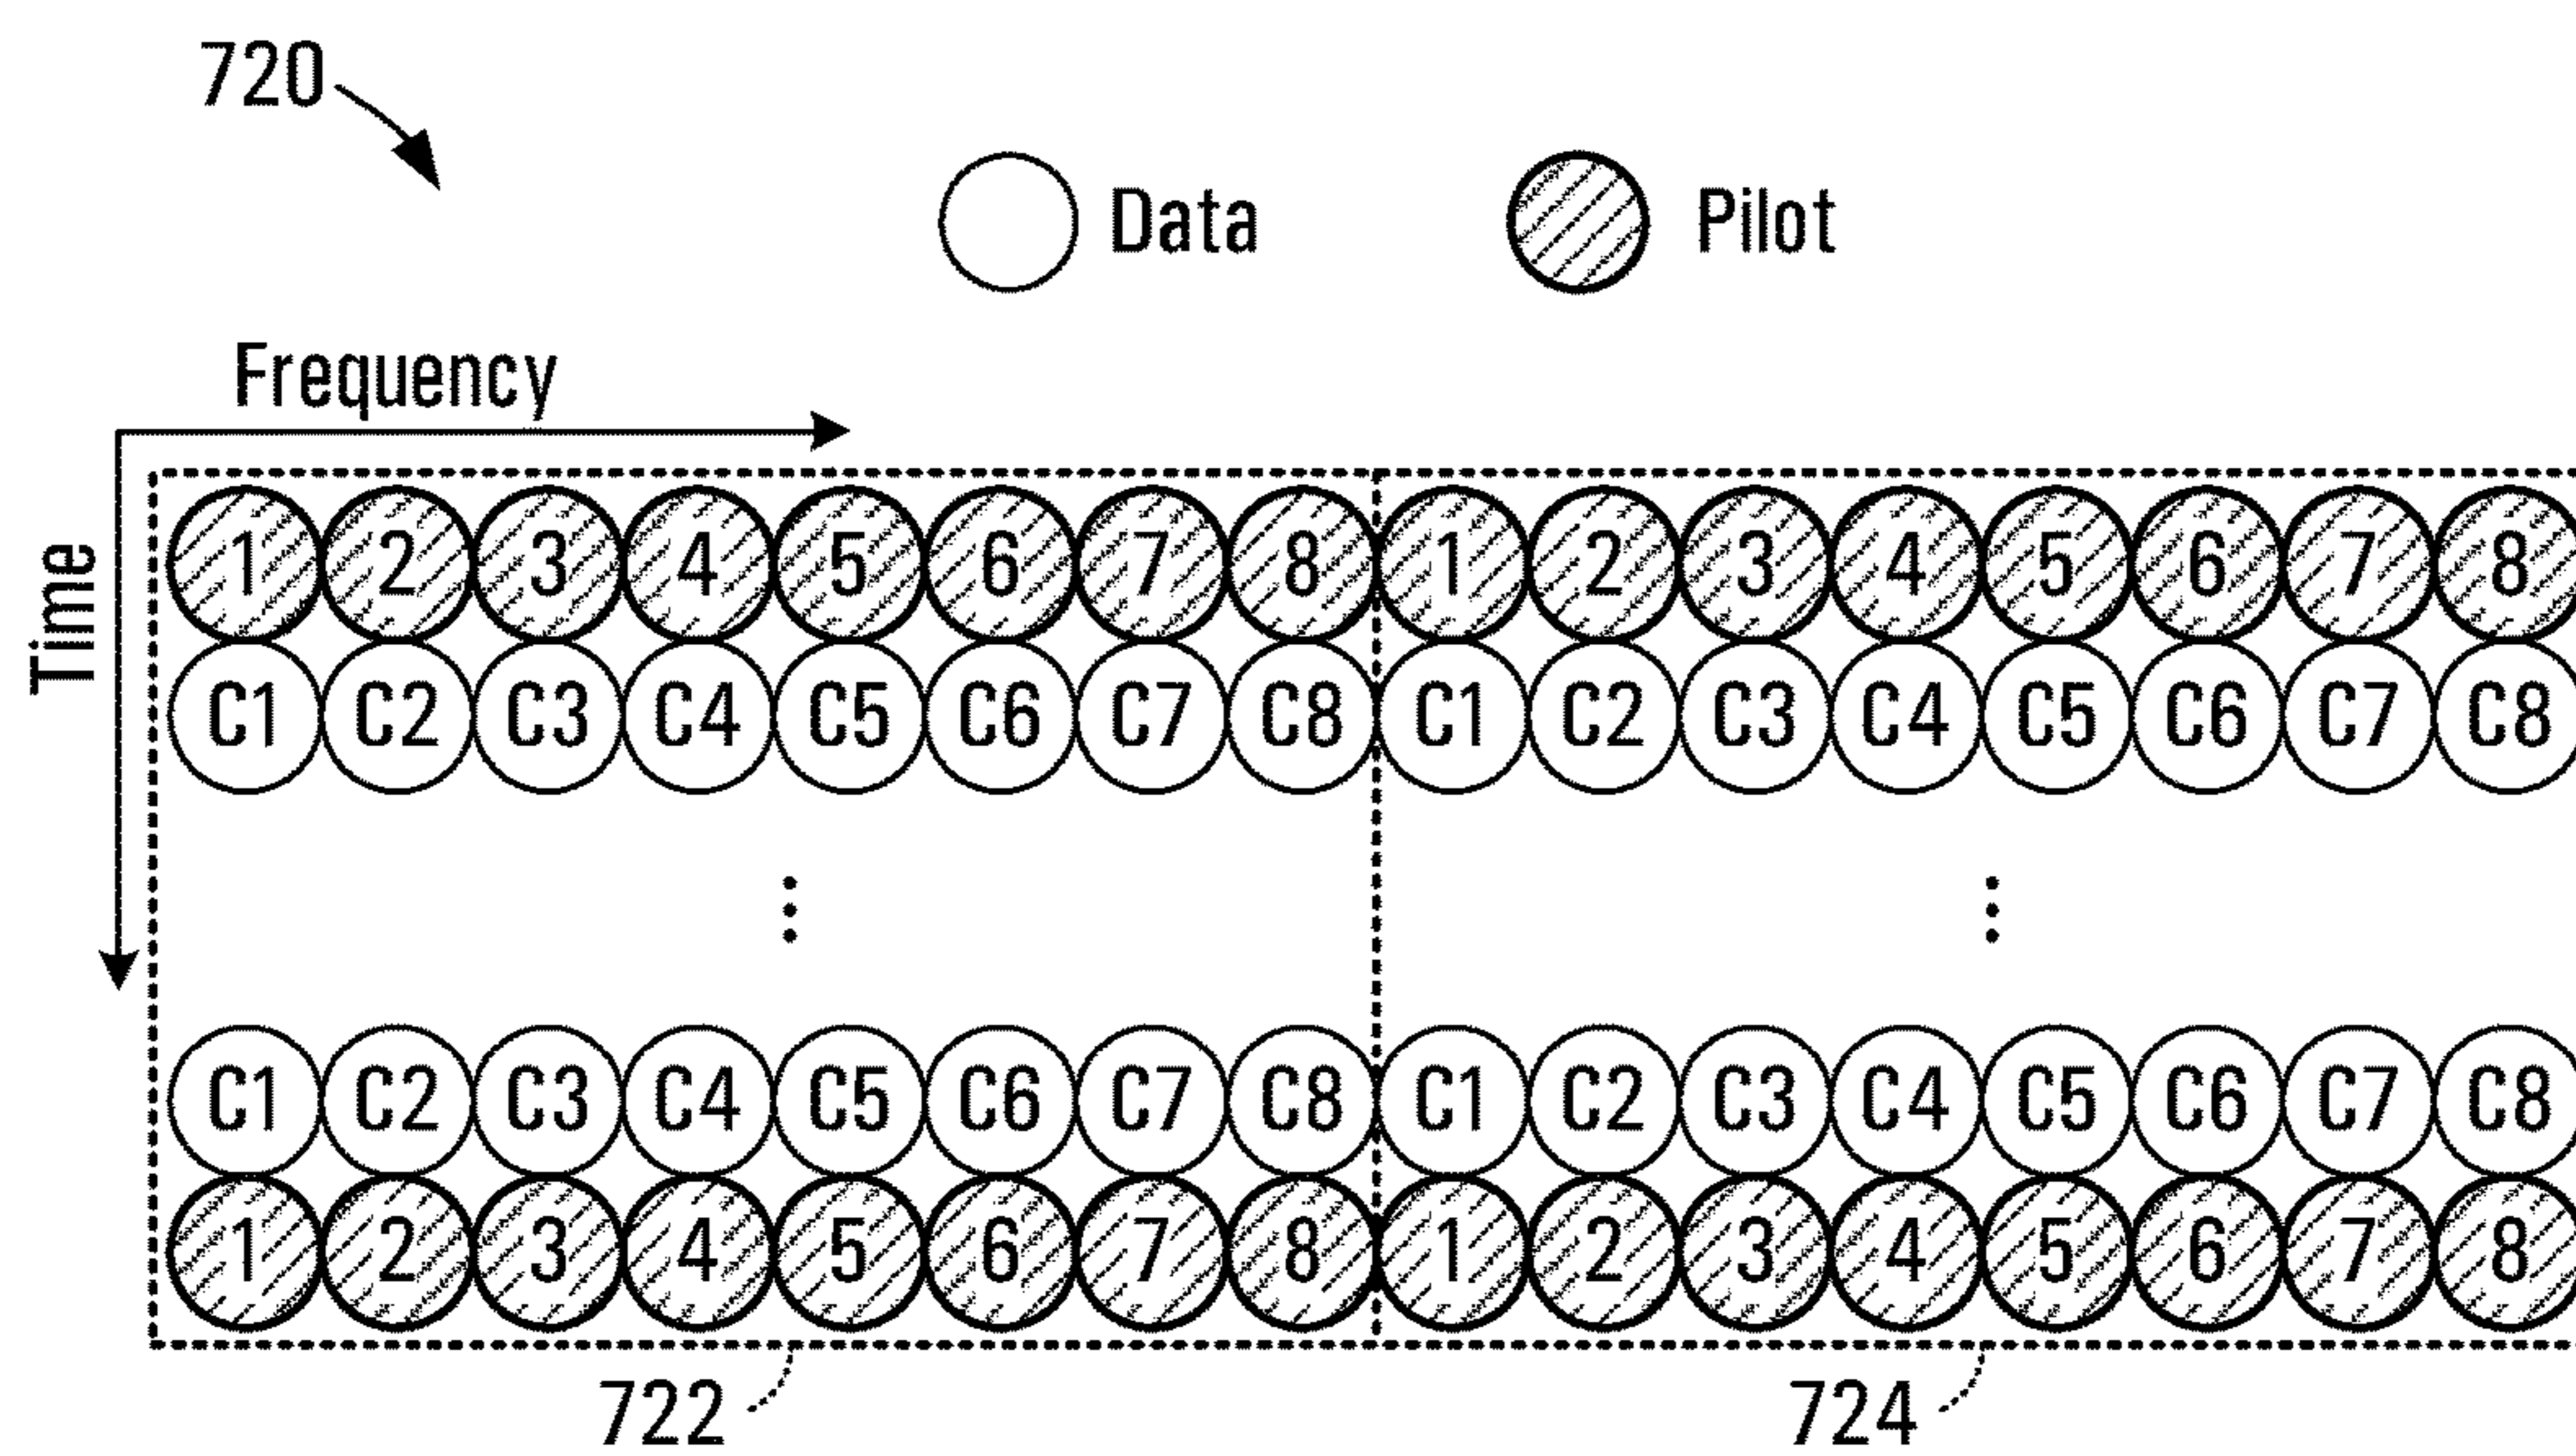 720
Data Pilot
Frequency
Time
1 2 3 4 5 6 7 8 1 2 3 4 5 6 7 8
C1 C2 C3 C4 C5 C6 C7 C8 C1 C2 C3 C4 C5 C6 C7 C8
C1 C2 C3 C4 C5 C6 C7 C8 C1 C2 C3 C4 C5 C6 C7 C8
1 2 3 4 5 6 7 8 1 2 3 4 5 6 7 8
722 724